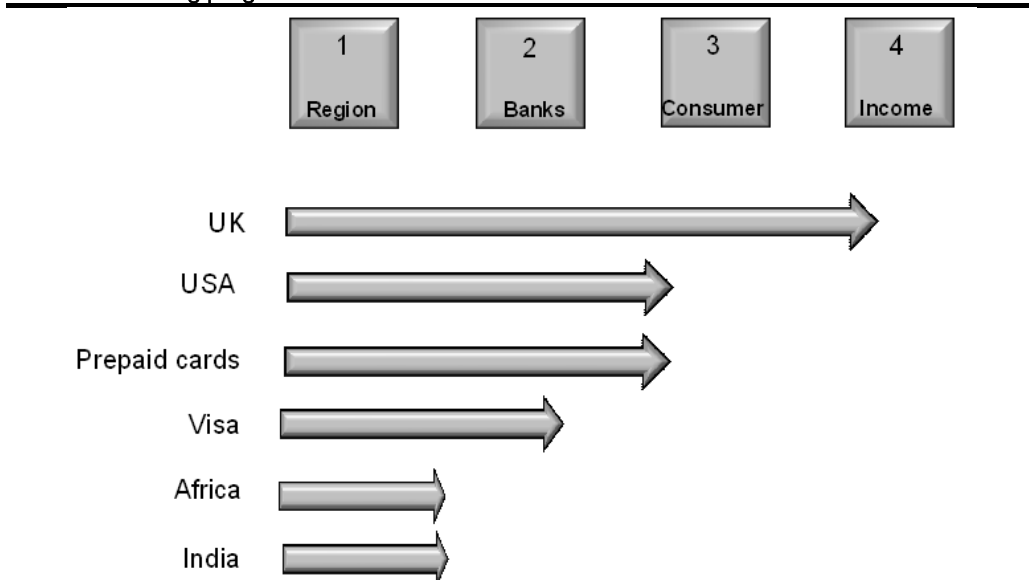 1 2 3 4
Region Banks Consumer Income
UK
USA
Prepaid cards
Visa
Africa
India